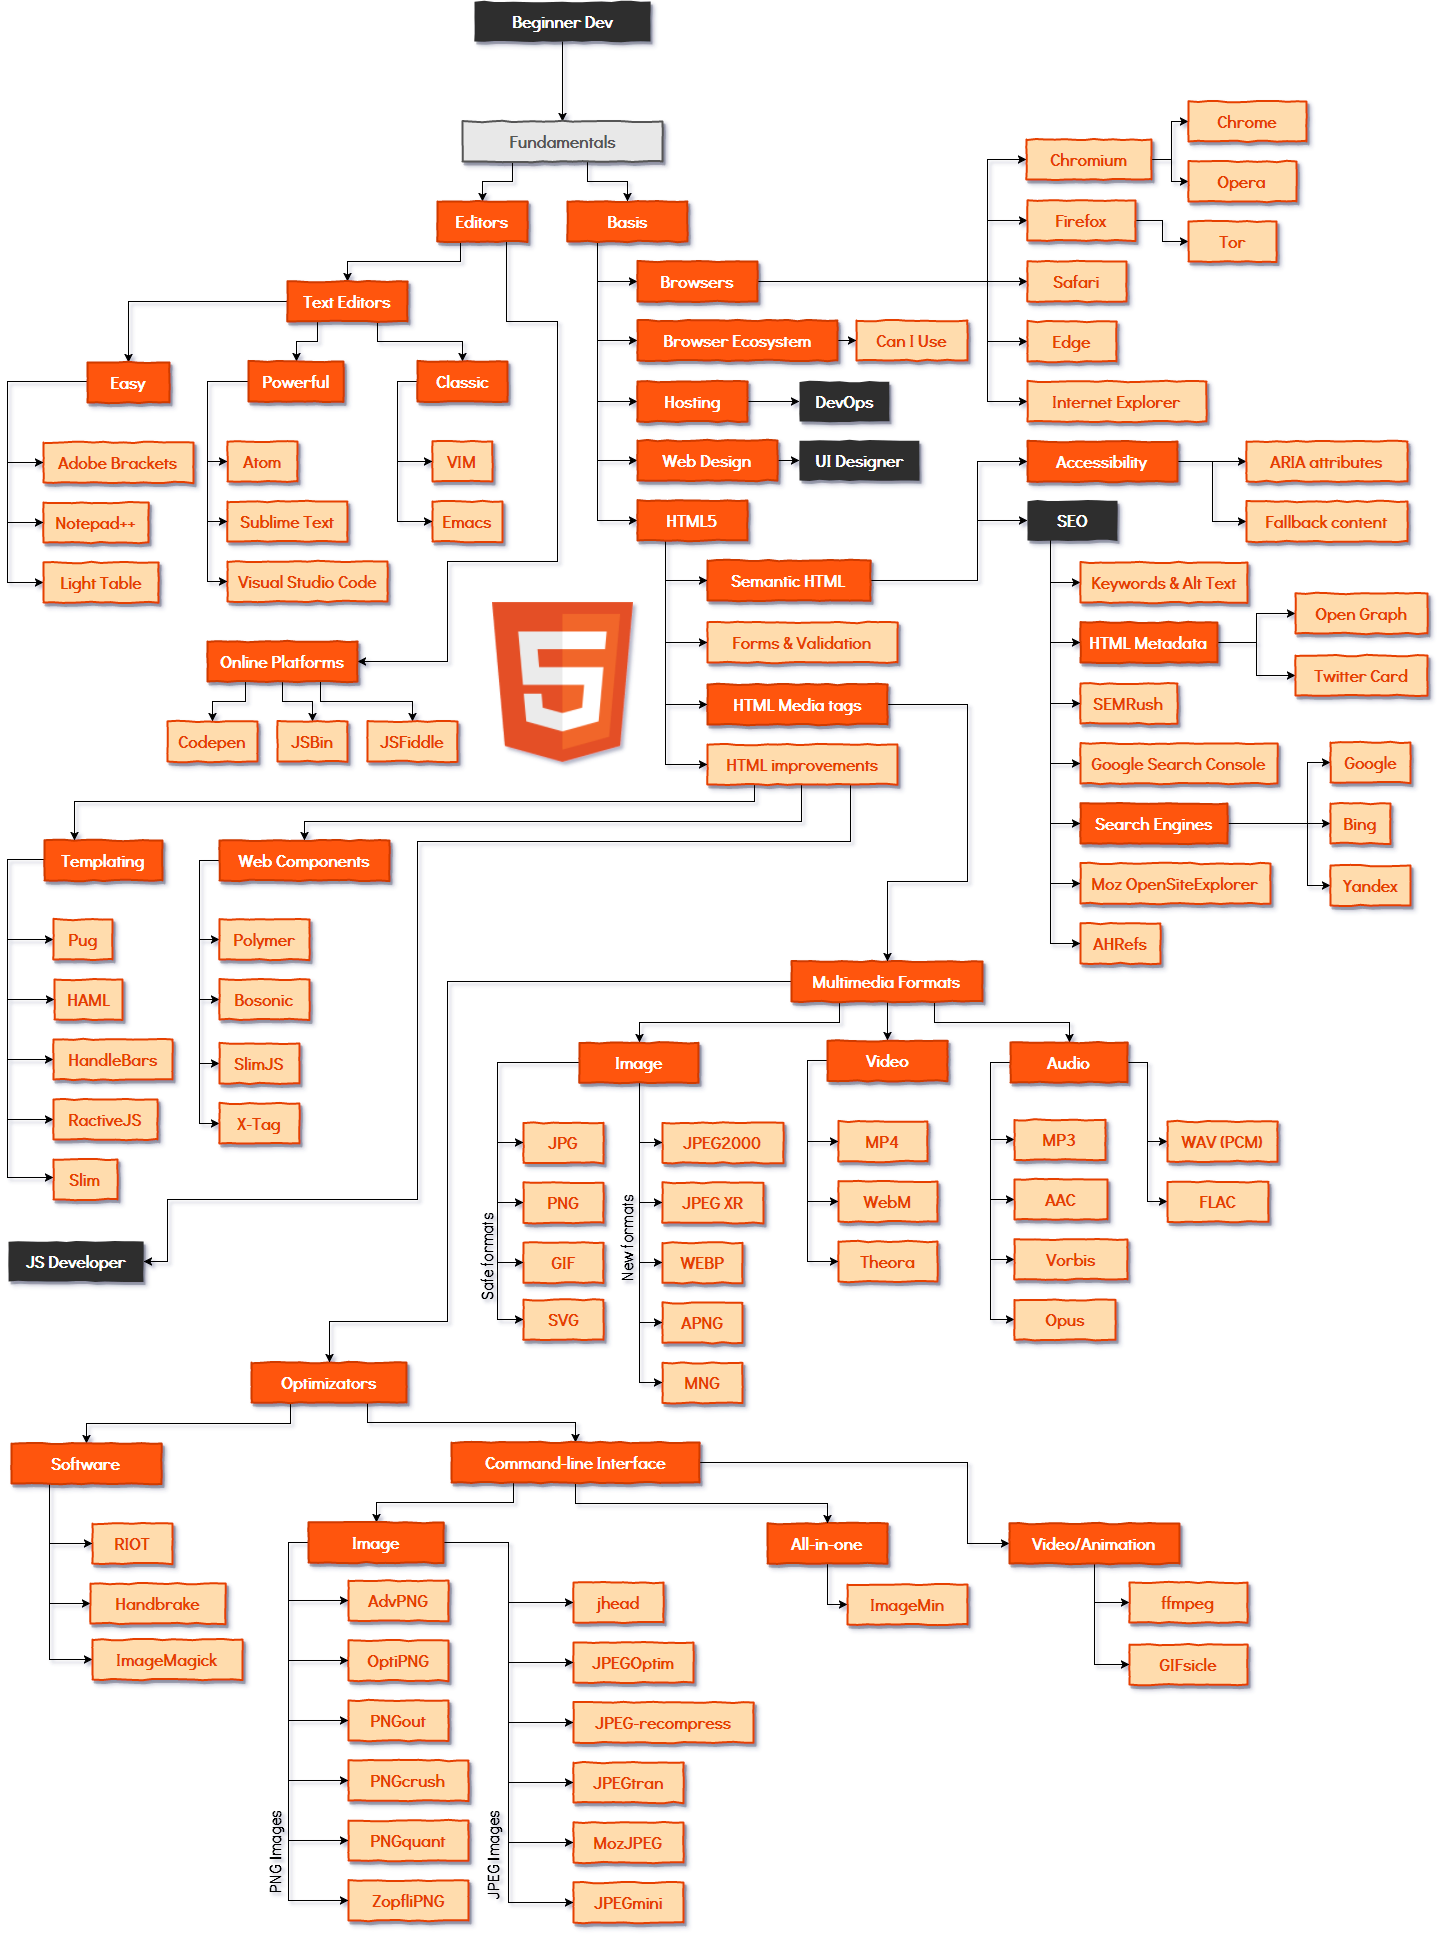 Beginner Dev
Fundamentals
Editors
Basis
Text Editors
Easy
Powerful
Classic
Adobe Brackets
Notepad++
Light Table
Atom
Sublime Text
Visual Studio Code
VIM
Emacs
Online Platforms
Codepen
JSBin
JSFiddle
Browsers
Chromium
Chrome
Opera
Firefox
Tor
Safari
Edge
Internet Explorer
Browser Ecosystem
Can I Use
Hosting
DevOps
Web Design
UI Designer
HTML5
Semantic HTML
Accessibility
ARIA attributes
Fallback content
SEO
Keywords & Alt Text
HTML Metadata
Open Graph
Twitter Card
SEMRush
Google Search Console
Search Engines
Google
Bing
Yandex
Moz OpenSiteExplorer
AHRefs
Forms & Validation
HTML Media tags
HTML improvements
Templating
Pug
HAML
HandleBars
RactiveJS
Slim
Web Components
Polymer
Bosonic
SlimJS
X-Tag
JS Developer
Multimedia Formats
Image
Safe formats
JPG
PNG
GIF
SVG
New formats
JPEG2000
JPEG XR
WEBP
APNG
MNG
Video
MP4
WebM
Theora
Audio
MP3
AAC
Vorbis
Opus
WAV (PCM)
FLAC
Optimizators
Software
RIOT
Handbrake
ImageMagick
Command-line Interface
Image
PNG Images
AdvPNG
OptiPNG
PNGout
PNGcrush
PNGquant
ZopfliPNG
JPEG Images
jhead
JPEGOptim
JPEG-recompress
JPEGtran
MozJPEG
JPEGmini
All-in-one
ImageMin
Video/Animation
ffmpeg
GIFsicle